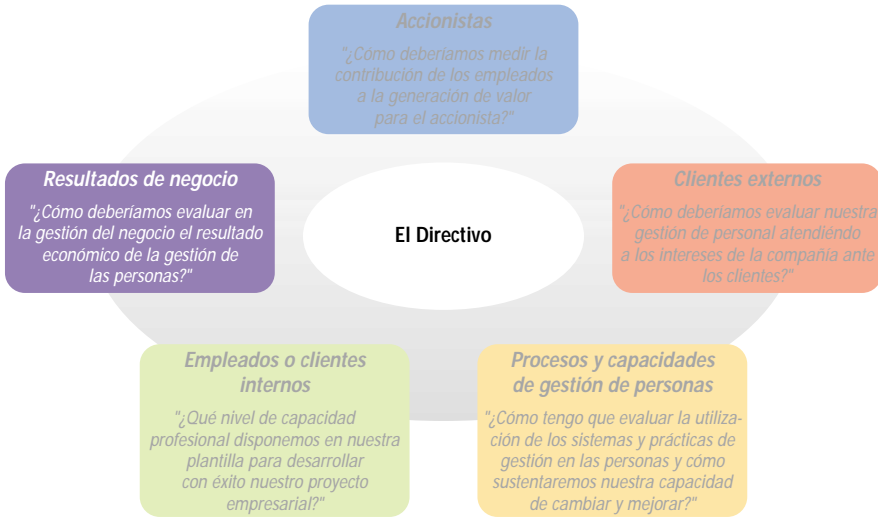 Accionistas
"¿Cómo deberíamos medir la
contribución de los empleados
a la generación de valor
para el accionista?"
Resultados de negocio
"¿Cómo deberíamos evaluar en
la gestión del negocio el resultado
económico de la gestión de
las personas?"
El Directivo
Clientes externos
"¿Cómo deberíamos evaluar nuestra
gestión de personal atendiéndo
a los intereses de la compañía ante
los clientes?"
Empleados o clientes
internos
"¿Qué nivel de capacidad
profesional disponemos en nuestra
plantilla para desarrollar
con éxito nuestro proyecto
empresarial?"
Procesos y capacidades
de gestión de personas
"¿Cómo tengo que evaluar la utiliza-
ción de los sistemas y prácticas de
gestión en las personas y cómo
sustentaremos nuestra capacidad
de cambiar y mejorar?"